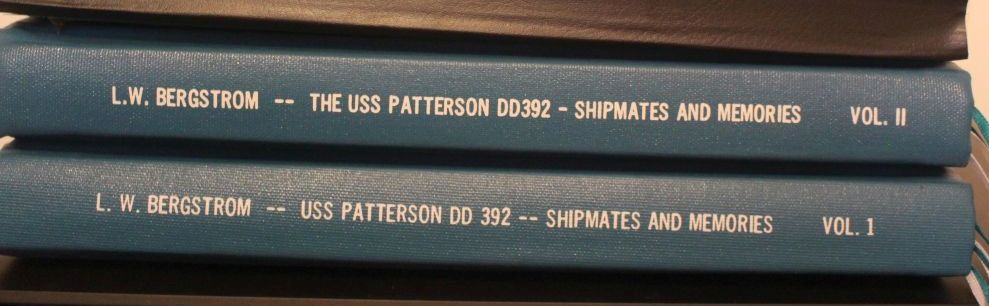 L.W. BERGSTROM -- THE USS PATTERSON DD392 - SHIPMATES AND MEMORIES VOL. II
L. W. BERGSTROM -- USS PATTERSON DD 392 -- SHIPMATES AND MEMORIES VOL. 1